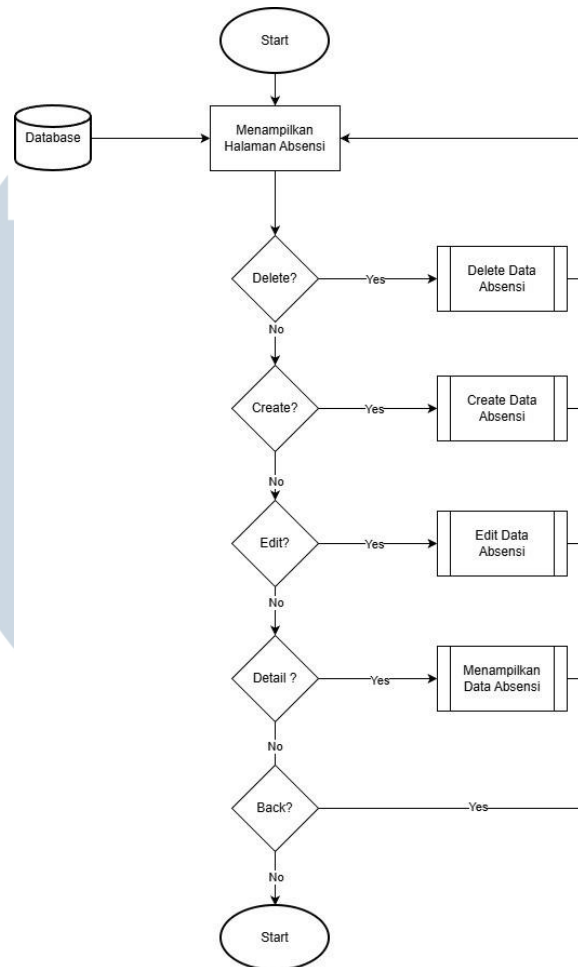 Start
Database
Menampilkan
Halaman Absensi
Delete?
Yes
Delete Data
Absensi
No
Create?
Yes
Create Data
Absensi
No
Edit?
Yes
Edit Data
Absensi
No
Detail ?
Yes
Menampilkan
Data Absensi
No
Back?
Yes
No
Start